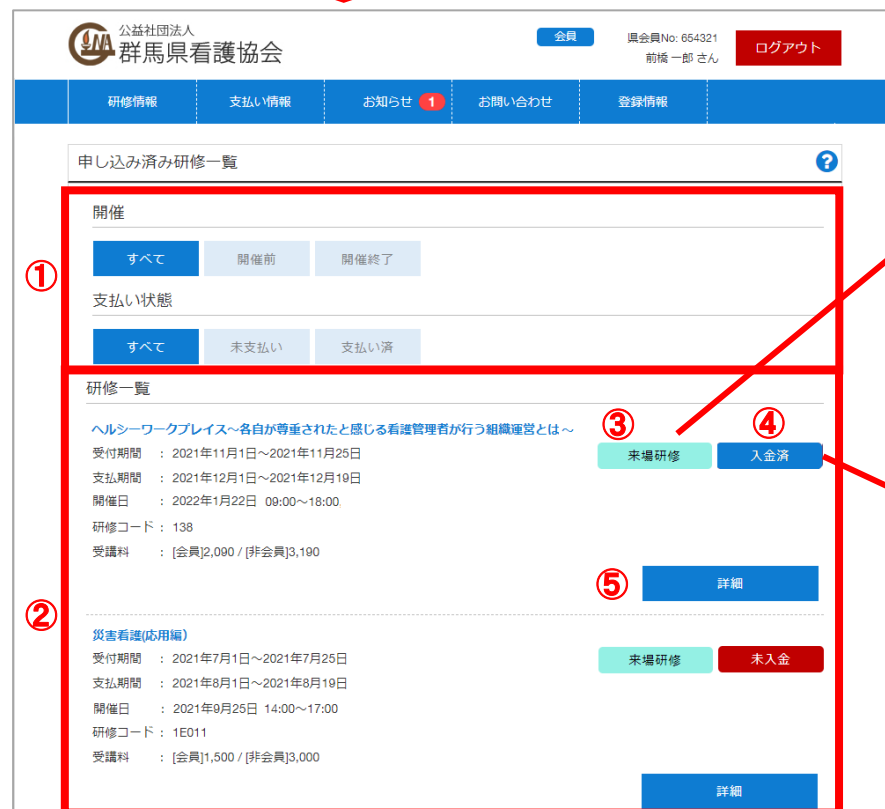 公益社団法人
群馬県看護協会
会員
県会員No: 654321
前橋 一郎 さん
ログアウト
研修情報 支払い情報 お知らせ 1 お問い合わせ 登録情報
申し込み済み研修一覧 ?
①
開催
すべて 開催前 開催終了
支払い状態
すべて 未支払い 支払い済
②
研修一覧
ヘルシーワークプレイス～各自が尊重されたと感じる看護管理者が行う組織運営とは～
③ ④
来場研修 入金済
受付期間 : 2021年11月1日～2021年11月25日
支払期間 : 2021年12月1日～2021年12月19日
開催日 : 2022年1月22日 09:00～18:00
研修コード : 138
受講料 : [会員]2,090 / [非会員]3,190
⑤ 詳細
災害看護(応用編)
受付期間 : 2021年7月1日～2021年7月25日
来場研修 未入金
支払期間 : 2021年8月1日～2021年8月19日
開催日 : 2021年9月25日 14:00～17:00
研修コード : 1E011
受講料 : [会員]1,500 / [非会員]3,000
詳細